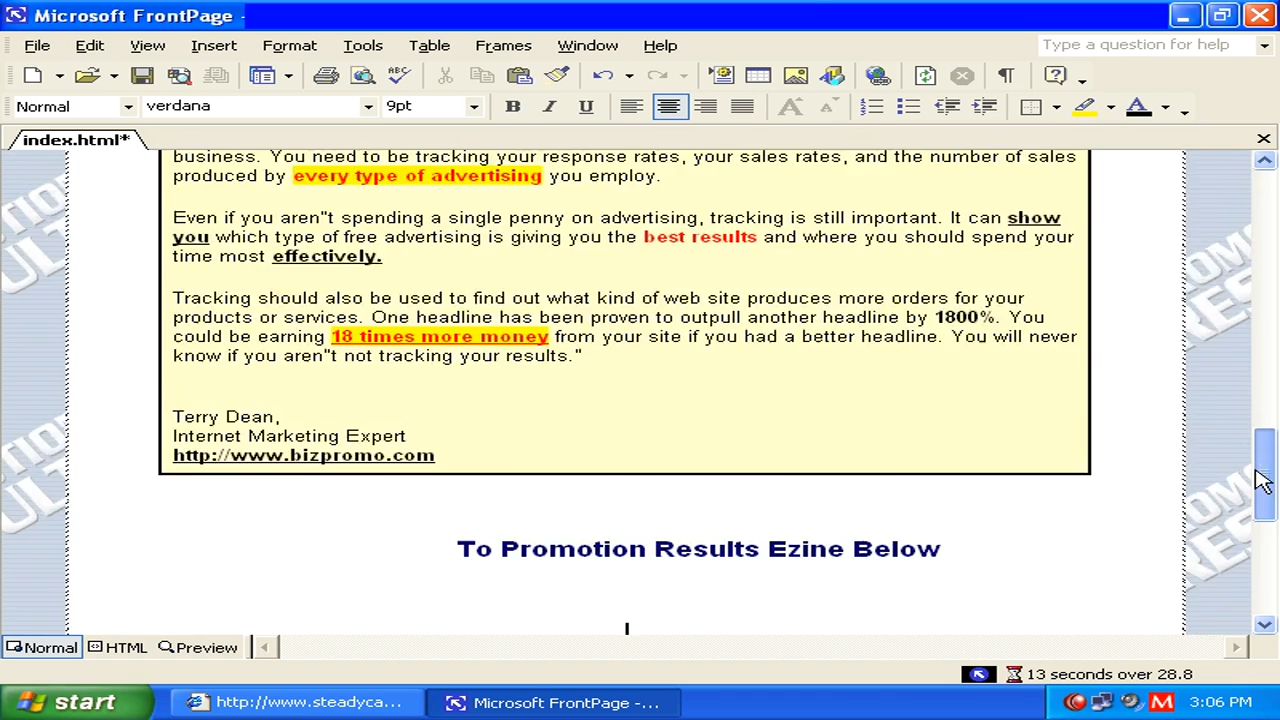 Microsoft FrontPage -
File Edit View Insert Format Tools Table Frames Window Help
Type a question for help
Normal verdana 9pt B I U A A A
index.html*
business. You need to be tracking your response rates, your sales rates, and the number of sales
produced by every type of advertising you employ.
Even if you aren"t spending a single penny on advertising, tracking is still important. It can show
you which type of free advertising is giving you the best results and where you should spend your
time most effectively.
Tracking should also be used to find out what kind of web site produces more orders for your
products or services. One headline has been proven to outpull another headline by 1800%. You
could be earning 18 times more money from your site if you had a better headline. You will never
know if you aren"t not tracking your results."
Terry Dean,
Internet Marketing Expert
http://www.bizpromo.com
To Promotion Results Ezine Below
Normal HTML Preview
13 seconds over 28.8
start http://www.steadyca... Microsoft FrontPage -... 3:06 PM